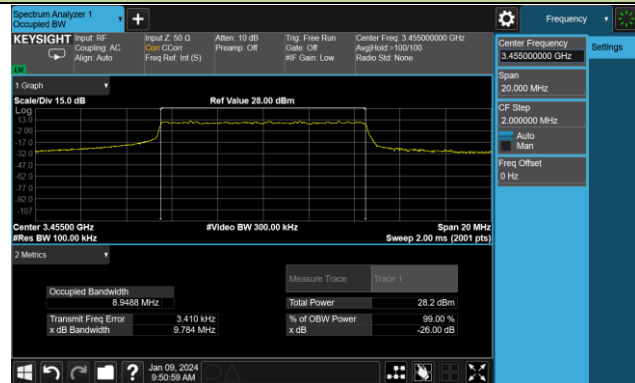 Spectrum Analyzer 1
Occupied BW
+
Frequency
KEYSIGHT
Input: RF
Coupling: AC
Align: Auto
Input Z: 50 Ω
Corr CCorr
Freq Ref: Int (S)
Atten: 10 dB
Preamp: Off
Trig: Free Run
Gate: Off
#IF Gain: Low
Center Freq: 3.455000000 GHz
Avg|Hold:>100/100
Radio Std: None
1 Graph
Scale/Div 15.0 dB
Ref Value 28.00 dBm
Log
13.0
-2.00
-17.0
-32.0
-47.0
-62.0
-77.0
-92.0
-107
Center 3.45500 GHz
#Video BW 300.00 kHz
Span 20 MHz
#Res BW 100.00 kHz
Sweep 2.00 ms (2001 pts)
2 Metrics
Measure Trace
Trace 1
Occupied Bandwidth
8.9488 MHz
Total Power
28.2 dBm
Transmit Freq Error
3.410 kHz
% of OBW Power
99.00 %
x dB Bandwidth
9.784 MHz
x dB
-26.00 dB
Center Frequency
3.455000000 GHz
Settings
Span
20.000 MHz
CF Step
2.000000 MHz
Auto
Man
Freq Offset
0 Hz
?
Jan 09, 2024
9:50:59 AM